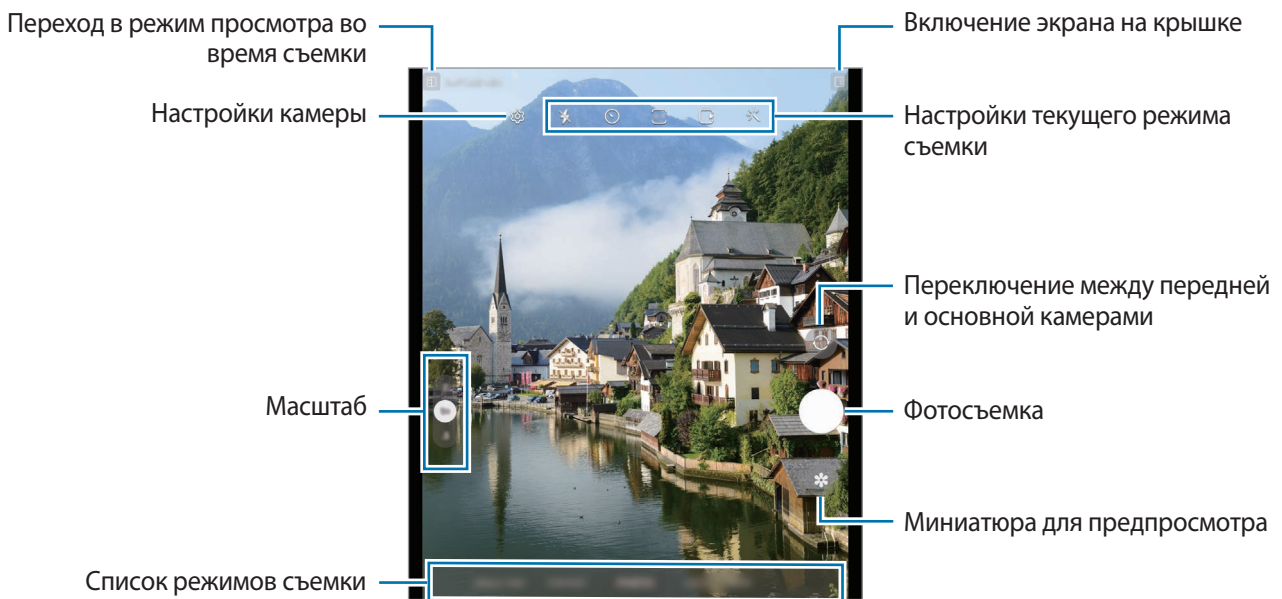 Переход в режим просмотра во
время съемки
Включение экрана на крышке
Настройки камеры
Настройки текущего режима
съемки
Переключение между передней
и основной камерами
Масштаб
Фотосъемка
Миниатюра для предпросмотра
Список режимов съемки